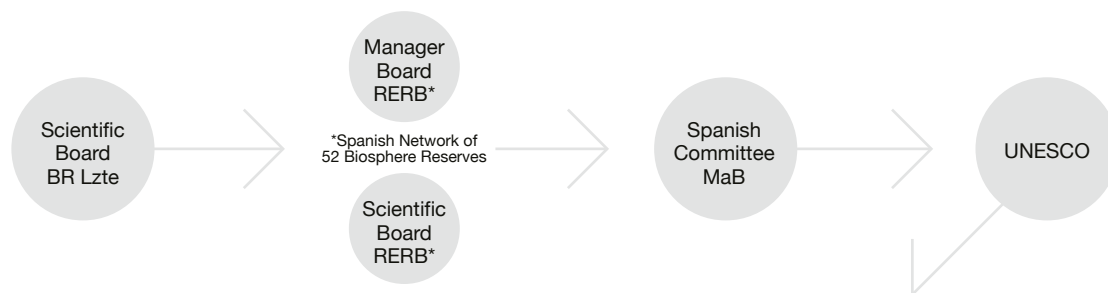 Scientific
Board
BR Lzte
Manager
Board
RERB*
*Spanish Network of
52 Biosphere Reserves
Scientific
Board
RERB*
Spanish
Committee
MaB
UNESCO